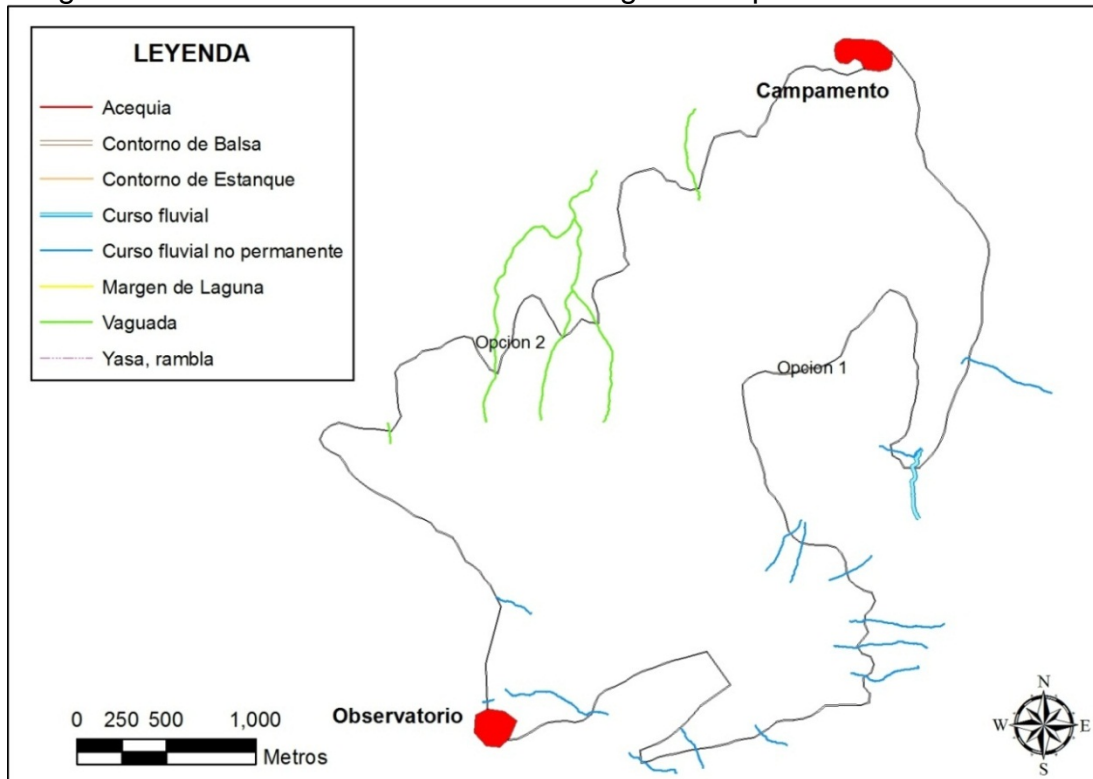 LEYENDA
Acequia
Contorno de Balsa
Contorno de Estanque
Curso fluvial
Curso fluvial no permanente
Margen de Laguna
Vaguada
Yasa, rambla
Campamento
Opcion 2
Opcion 1
Observatorio
0 250 500 1,000
Metros
N
W E
S